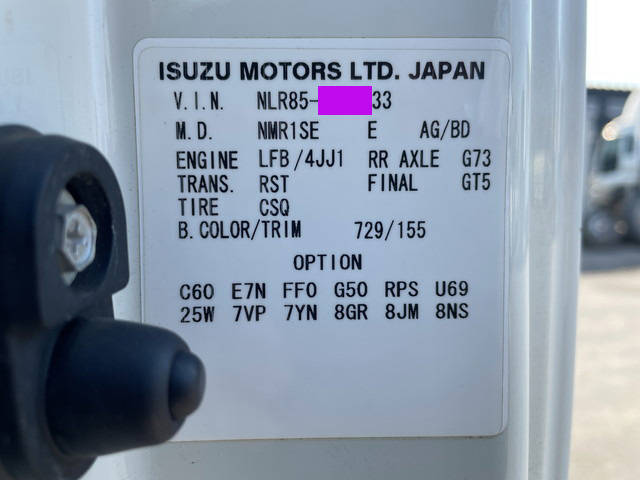 ISUZU MOTORS LTD. JAPAN
V.I.N. NLR85- 33
M.D. NMR1SE E AG/BD
ENGINE LFB/4JJ1 RR AXLE G73
TRANS. RST FINAL GT5
TIRE CSQ
B.COLOR/TRIM 729/155
OPTION
C60 E7N FF0 G50 RPS U69
25W 7VP 7YN 8GR 8JM 8NS